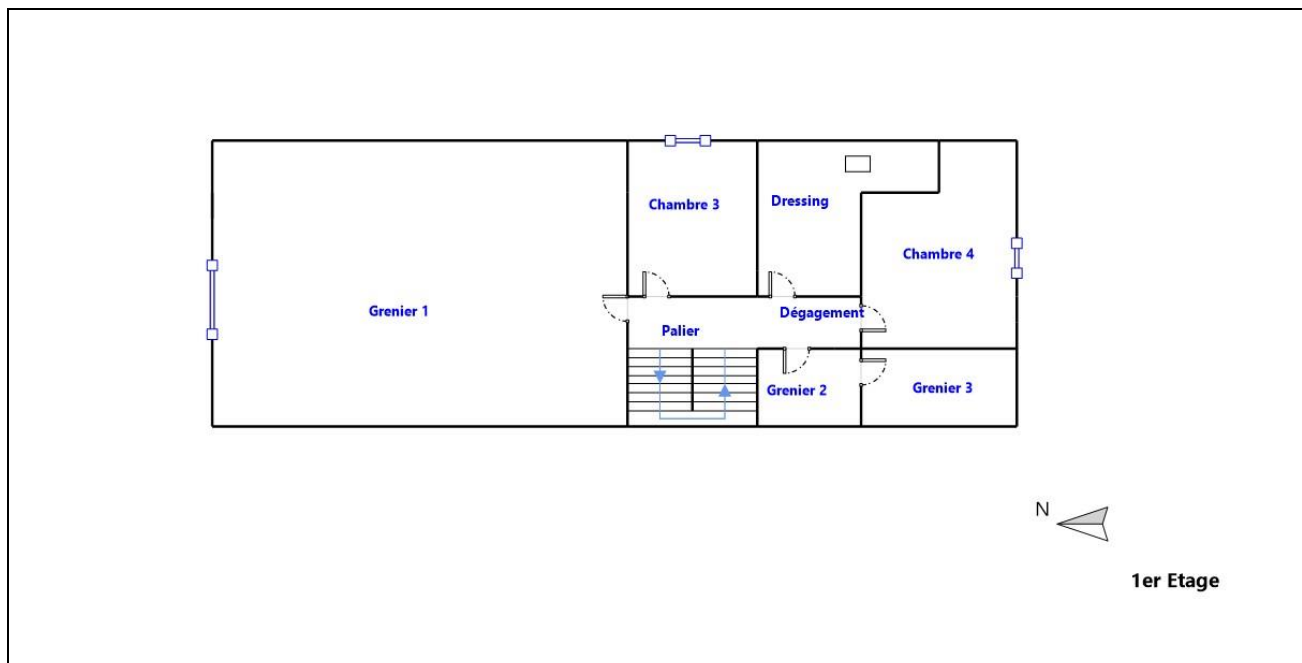 Chambre 3
Dressing
Chambre 4
Grenier 1
Dégagement
Palier
Grenier 2
Grenier 3
N
1er Etage